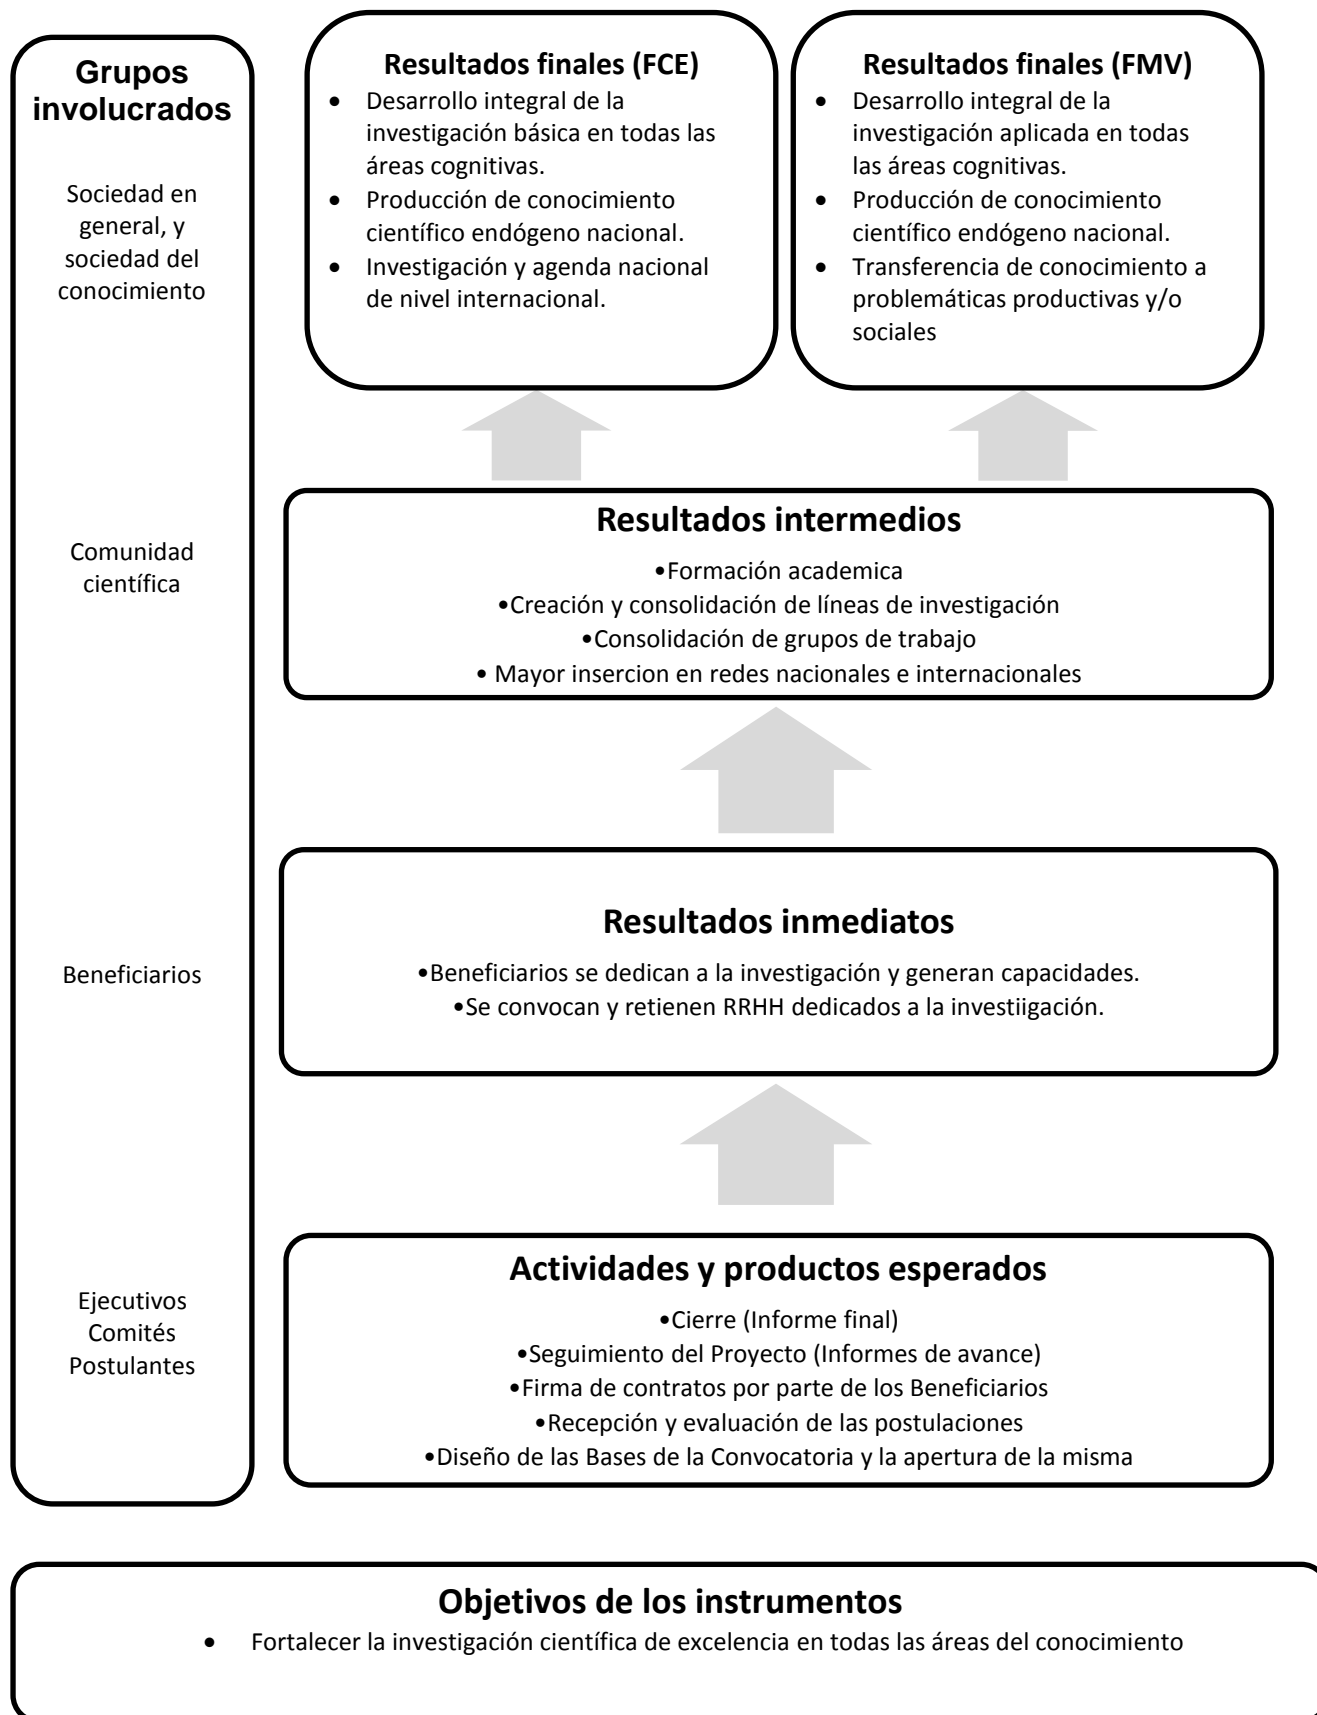 Grupos
involucrados
Sociedad en
general, y
sociedad del
conocimiento
Comunidad
científica
Beneficiarios
Ejecutivos
Comités
Postulantes
Resultados finales (FCE)
• Desarrollo integral de la
investigación básica en todas las
áreas cognitivas.
• Producción de conocimiento
científico endógeno nacional.
• Investigación y agenda nacional
de nivel internacional.
Resultados finales (FMV)
• Desarrollo integral de la
investigación aplicada en todas
las áreas cognitivas.
• Producción de conocimiento
científico endógeno nacional.
• Transferencia de conocimiento a
problemáticas productivas y/o
sociales
Resultados intermedios
•Formación academica
•Creación y consolidación de líneas de investigación
•Consolidación de grupos de trabajo
• Mayor insercion en redes nacionales e internacionales
Resultados inmediatos
•Beneficiarios se dedican a la investigación y generan capacidades.
•Se convocan y retienen RRHH dedicados a la investiigación.
Actividades y productos esperados
•Cierre (Informe final)
•Seguimiento del Proyecto (Informes de avance)
•Firma de contratos por parte de los Beneficiarios
•Recepción y evaluación de las postulaciones
•Diseño de las Bases de la Convocatoria y la apertura de la misma
Objetivos de los instrumentos
• Fortalecer la investigación científica de excelencia en todas las áreas del conocimiento